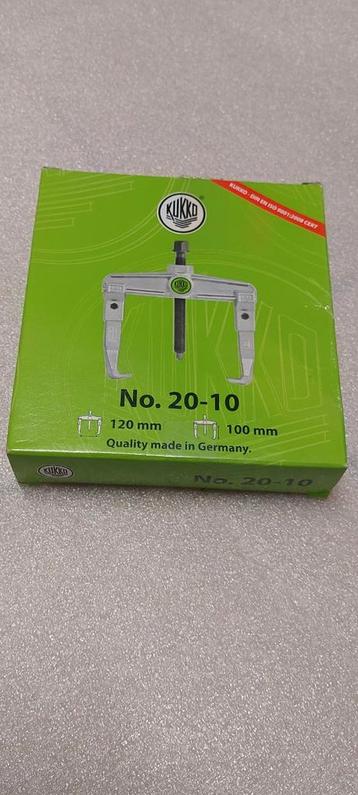 KUKKO®
KUKKO - DIN EN ISO 9001:2008 CERT
KUKKO
No. 20-10
120 mm 100 mm
Quality made in Germany.
KUKKO No. 20-10